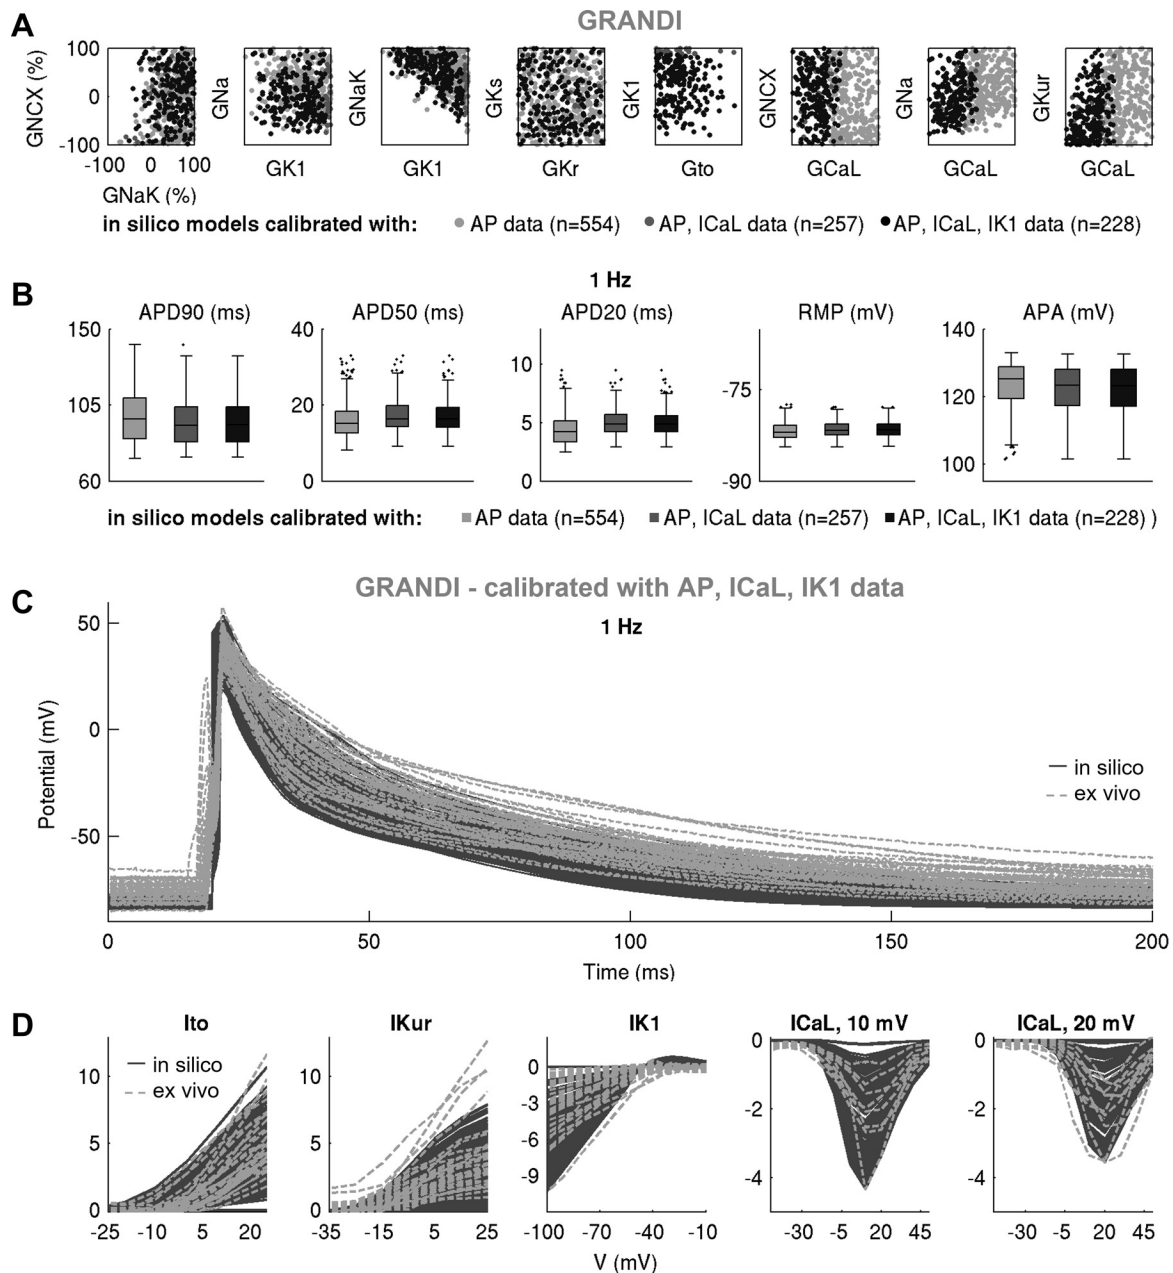 A
GRANDI
GNCX (%)
100
0
-100
-100 0 100
GNaK (%)
GNa
GK1
GNaK
GK1
GKs
GKr
GK1
Gto
GNCX
GCaL
GNa
GCaL
GKur
GCaL
in silico models calibrated with: AP data (n=554) AP, ICaL data (n=257) AP, ICaL, IK1 data (n=228)
1 Hz
B
APD90 (ms)
150
105
60
APD50 (ms)
40
20
0
APD20 (ms)
10
5
0
RMP (mV)
-75
-90
APA (mV)
140
120
100
in silico models calibrated with: AP data (n=554) AP, ICaL data (n=257) AP, ICaL, IK1 data (n=228) )
C
GRANDI - calibrated with AP, ICaL, IK1 data
1 Hz
Potential (mV)
50
0
-50
in silico
ex vivo
0 50 100 150 200
Time (ms)
D
Ito
in silico
ex vivo
10
5
0
-25 -10 5 20
IKur
10
5
0
-35 -15 5 25
IK1
0
-3
-6
-9
-100 -70 -40 -10
V (mV)
ICaL, 10 mV
0
-2
-4
-30 -5 20 45
ICaL, 20 mV
0
-2
-4
-30 -5 20 45